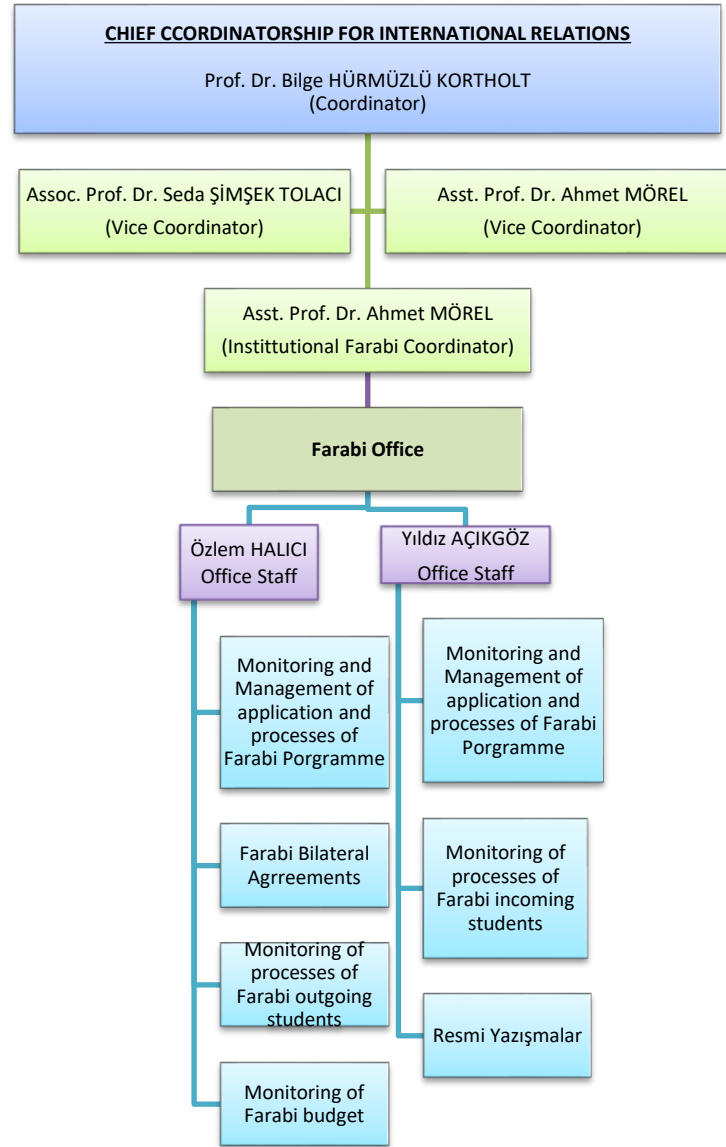 CHIEF CCORDINATORSHIP FOR INTERNATIONAL RELATIONS
Prof. Dr. Bilge HÜRMÜZLÜ KORTHOLT
(Coordinator)
Assoc. Prof. Dr. Seda ŞİMŞEK TOLACI
(Vice Coordinator)
Asst. Prof. Dr. Ahmet MÖREL
(Vice Coordinator)
Asst. Prof. Dr. Ahmet MÖREL
(Instittutional Farabi Coordinator)
Farabi Office
Özlem HALICI
Office Staff
Yıldız AÇIKGÖZ
Office Staff
Monitoring and
Management of
application and
processes of
Farabi Porgramme
Farabi Bilateral
Agrreements
Monitoring of
processes of
Farabi outgoing
students
Monitoring of
Farabi budget
Monitoring and
Management of
application and
processes of Farabi
Porgramme
Monitoring of
processes of
Farabi incoming
students
Resmi Yazışmalar